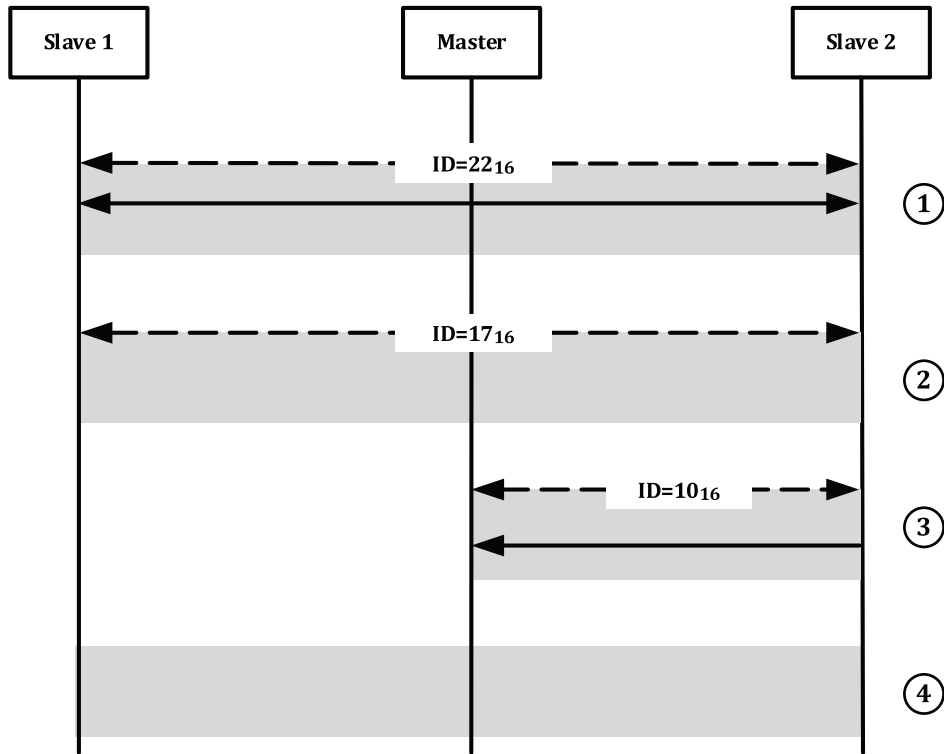 Slave 1 Master Slave 2
ID=22₁₆
1
ID=17₁₆
2
ID=10₁₆
3
4